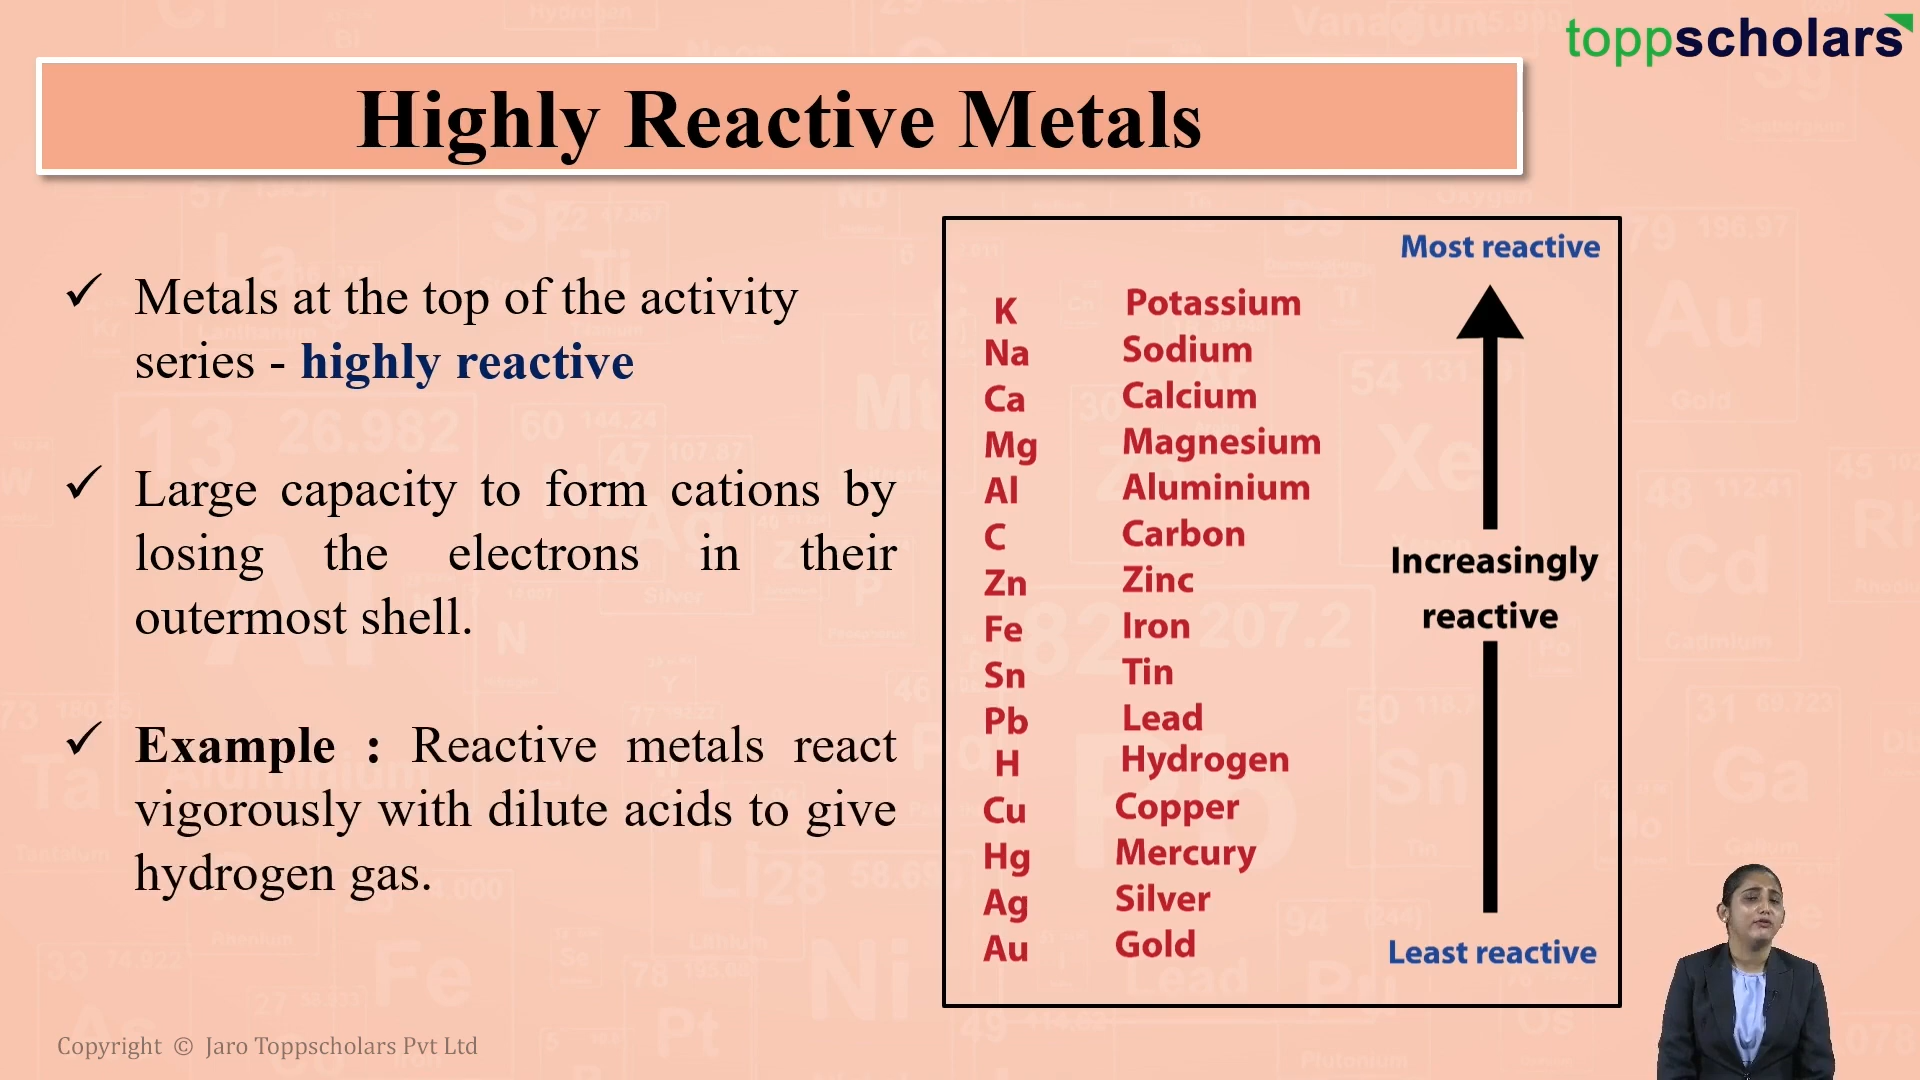 toppscholars
Highly Reactive Metals
✓ Metals at the top of the activity
series - highly reactive
✓ Large capacity to form cations by
losing the electrons in their
outermost shell.
✓ Example : Reactive metals react
vigorously with dilute acids to give
hydrogen gas.
Most reactive
K Potassium
Na Sodium
Ca Calcium
Mg Magnesium
Al Aluminium
C Carbon
Increasingly
Zn Zinc
reactive
Fe Iron
Sn Tin
Pb Lead
H Hydrogen
Cu Copper
Hg Mercury
Ag Silver
Au Gold
Least reactive
Copyright © Jaro Toppscholars Pvt Ltd